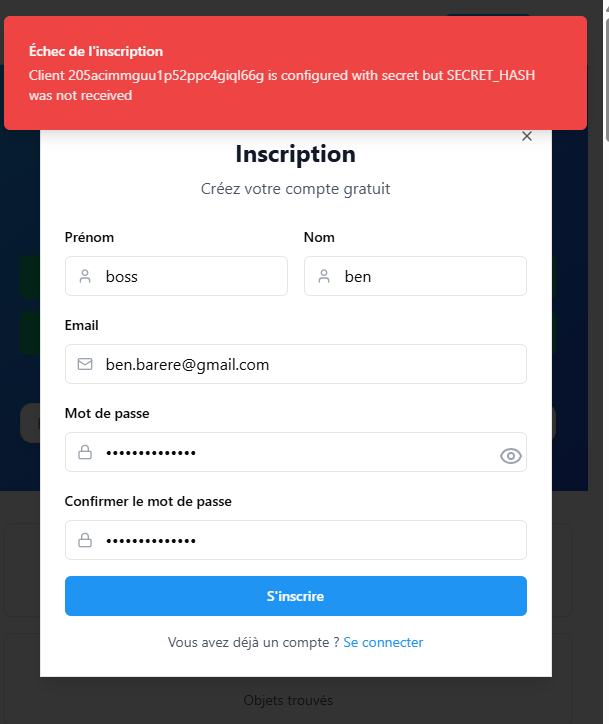 Échec de l'inscription
Client 205acimmguu1p52ppc4giql66g is configured with secret but SECRET_HASH
was not received
Inscription
Créez votre compte gratuit
Prénom
Nom
boss
ben
Email
ben.barere@gmail.com
Mot de passe
••••••••••••••
Confirmer le mot de passe
••••••••••••••
S'inscrire
Vous avez déjà un compte ? Se connecter
Objets trouvés